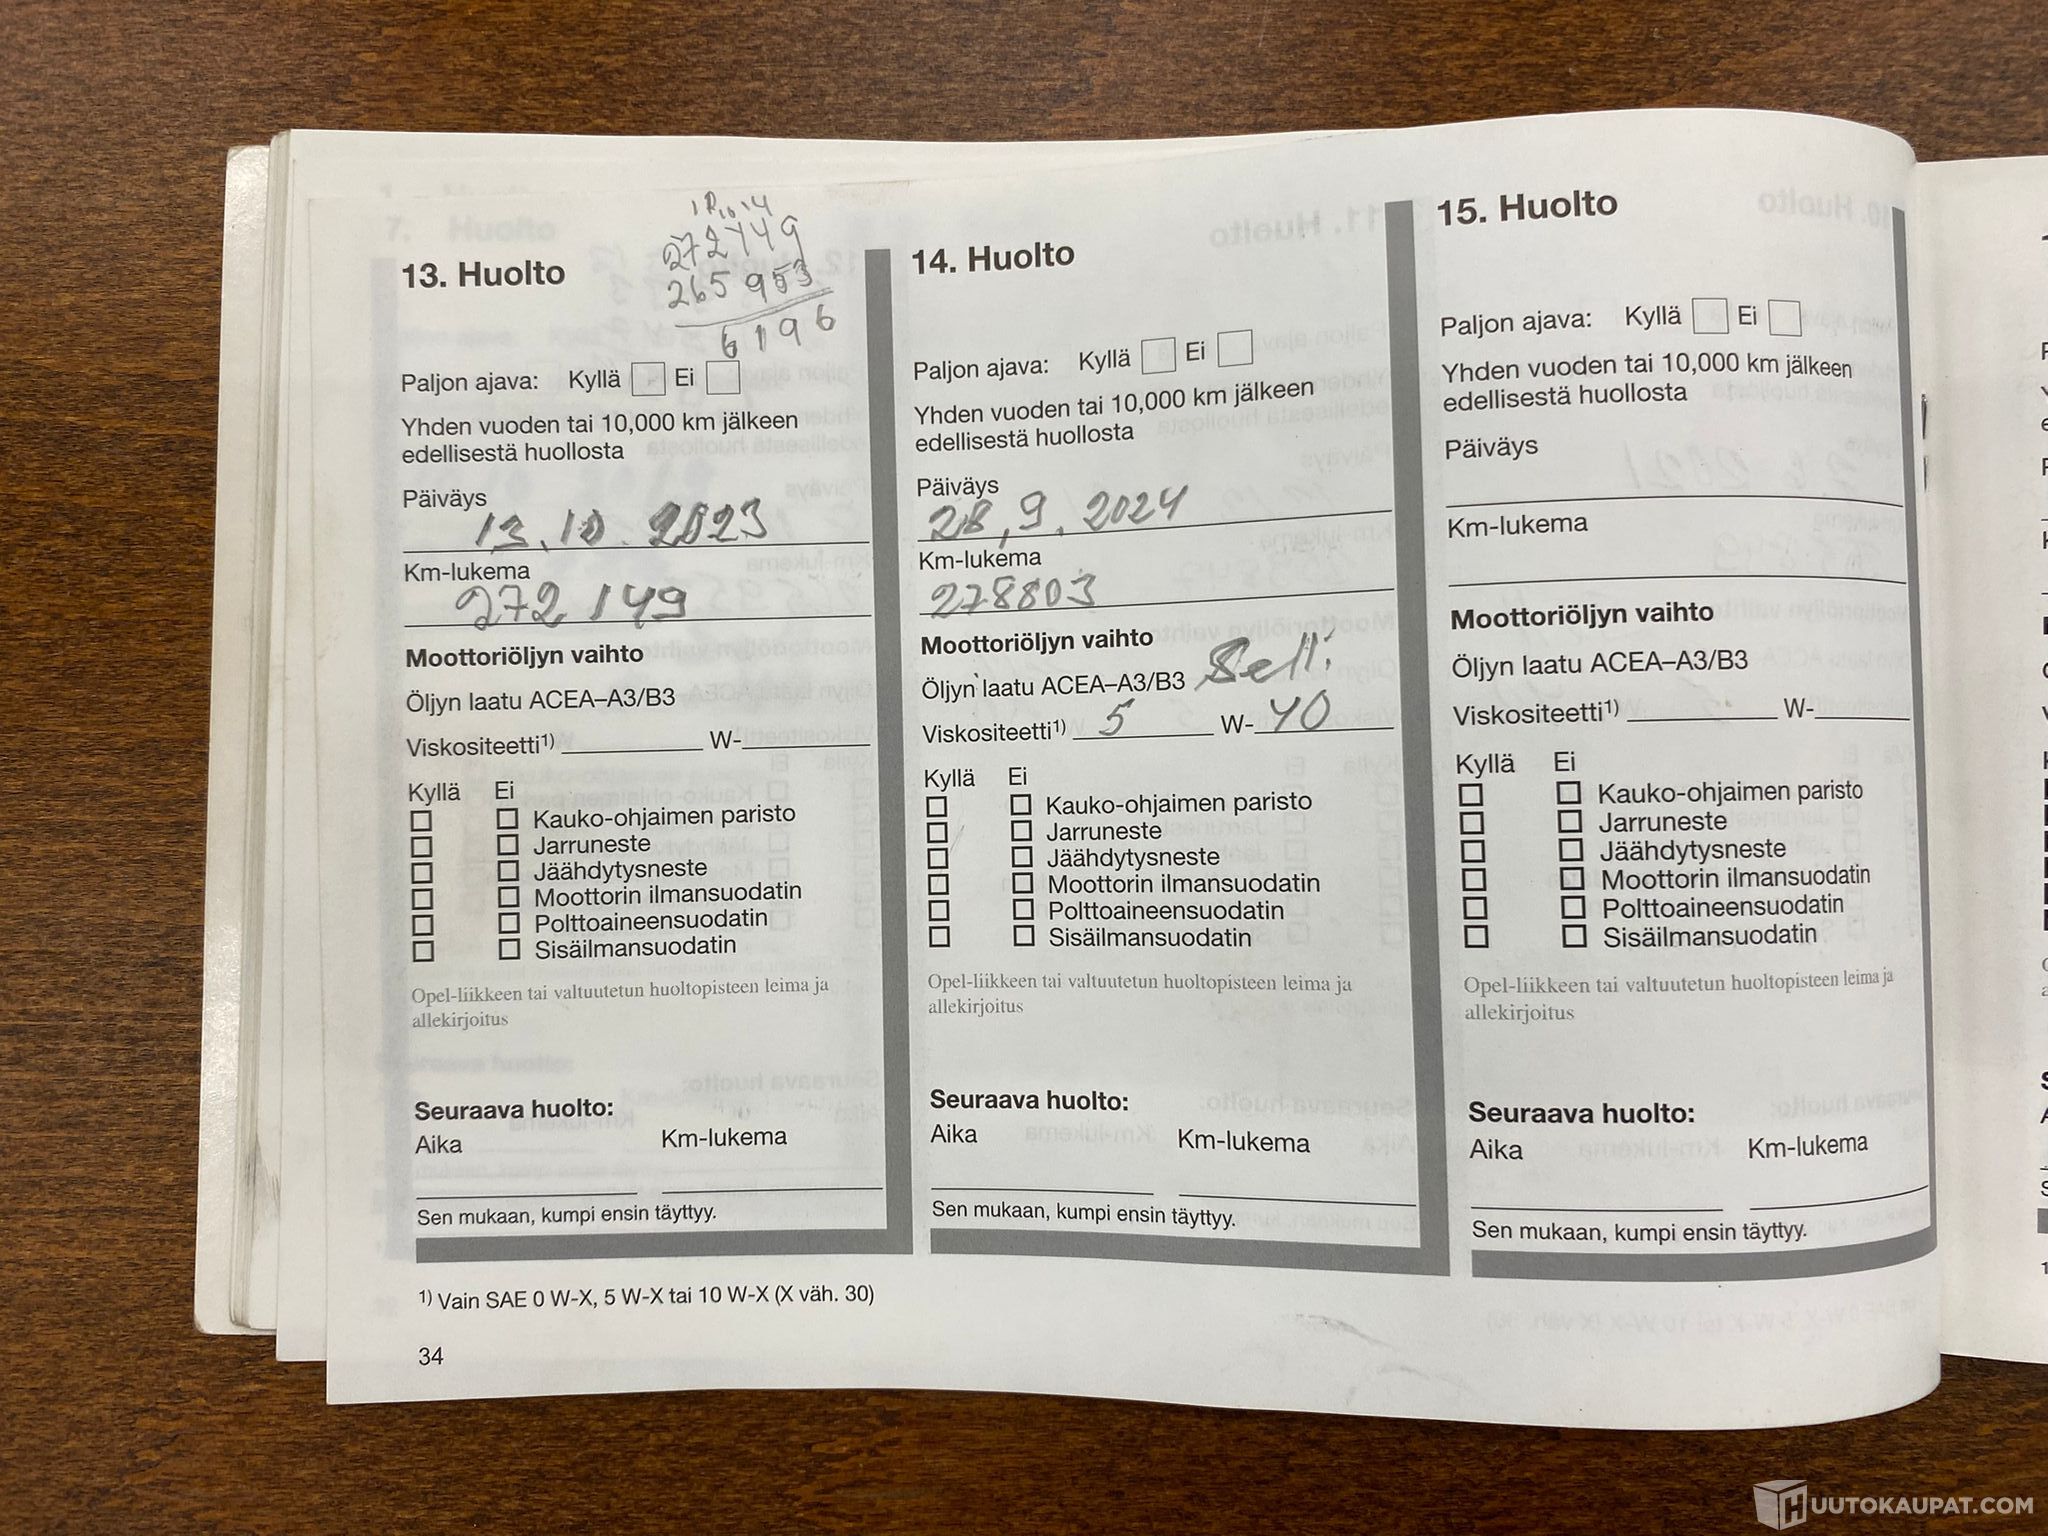 13. Huolto
272149
265 953
6196
Paljon ajava: Kyllä Ei
Yhden vuoden tai 10,000 km jälkeen
edellisestä huollosta
Päiväys
13.10.2023
Km-lukema
272149
Moottoriöljyn vaihto
Öljyn laatu ACEA–A3/B3
Viskositeetti1) W-
Kyllä Ei
Kauko-ohjaimen paristo
Jarruneste
Jäähdytysneste
Moottorin ilmansuodatin
Polttoaineensuodatin
Sisäilmansuodatin
Opel-liikkeen tai valtuutetun huoltopisteen leima ja
allekirjoitus
Seuraava huolto:
Aika Km-lukema
Sen mukaan, kumpi ensin täyttyy.
14. Huolto
Paljon ajava: Kyllä Ei
Yhden vuoden tai 10,000 km jälkeen
edellisestä huollosta
Päiväys
28.9.2024
Km-lukema
278803
Moottoriöljyn vaihto
Öljyn laatu ACEA–A3/B3
Viskositeetti1) 5 W-40
Kyllä Ei
Kauko-ohjaimen paristo
Jarruneste
Jäähdytysneste
Moottorin ilmansuodatin
Polttoaineensuodatin
Sisäilmansuodatin
Opel-liikkeen tai valtuutetun huoltopisteen leima ja
allekirjoitus
Seuraava huolto:
Aika Km-lukema
Sen mukaan, kumpi ensin täyttyy.
15. Huolto
Paljon ajava: Kyllä Ei
Yhden vuoden tai 10,000 km jälkeen
edellisestä huollosta
Päiväys
Km-lukema
Moottoriöljyn vaihto
Öljyn laatu ACEA–A3/B3
Viskositeetti1) W-
Kyllä Ei
Kauko-ohjaimen paristo
Jarruneste
Jäähdytysneste
Moottorin ilmansuodatin
Polttoaineensuodatin
Sisäilmansuodatin
Opel-liikkeen tai valtuutetun huoltopisteen leima ja
allekirjoitus
Seuraava huolto:
Aika Km-lukema
Sen mukaan, kumpi ensin täyttyy.
1) Vain SAE 0 W-X, 5 W-X tai 10 W-X (X väh. 30)
34
HUUTOKAUPAT.COM